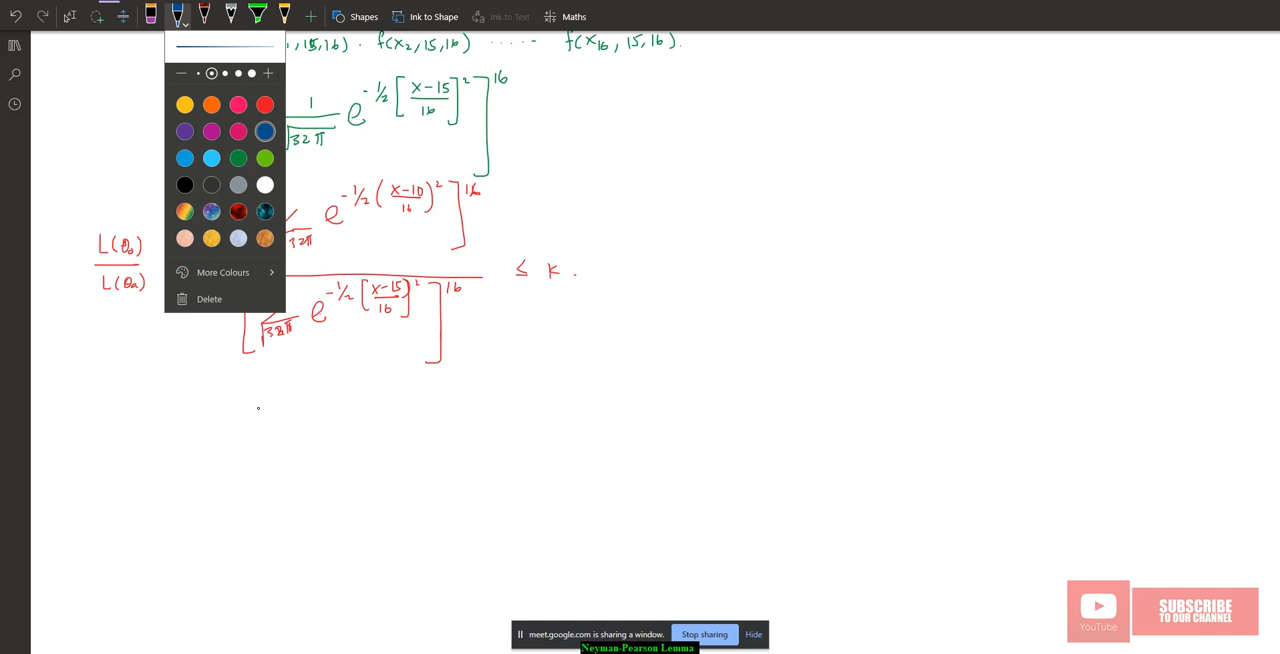 Shapes Ink to Shape Ink to Text Maths
, 15, 16) . f(x2, 15, 16) ..... f(x16, 15, 16).
1/√32π e^-1/2 [x-15/16]^2 ]^16
√32π e^-1/2 (x-10/16)^2 ]^16
L(θo)/L(θa)
≤ k .
[ √32π e^-1/2 [x-15/16]^2 ]^16
More Colours
Delete
YouTube
SUBSCRIBE
TO OUR CHANNEL
meet.google.com is sharing a window. Stop sharing Hide
Neyman-Pearson Lemma